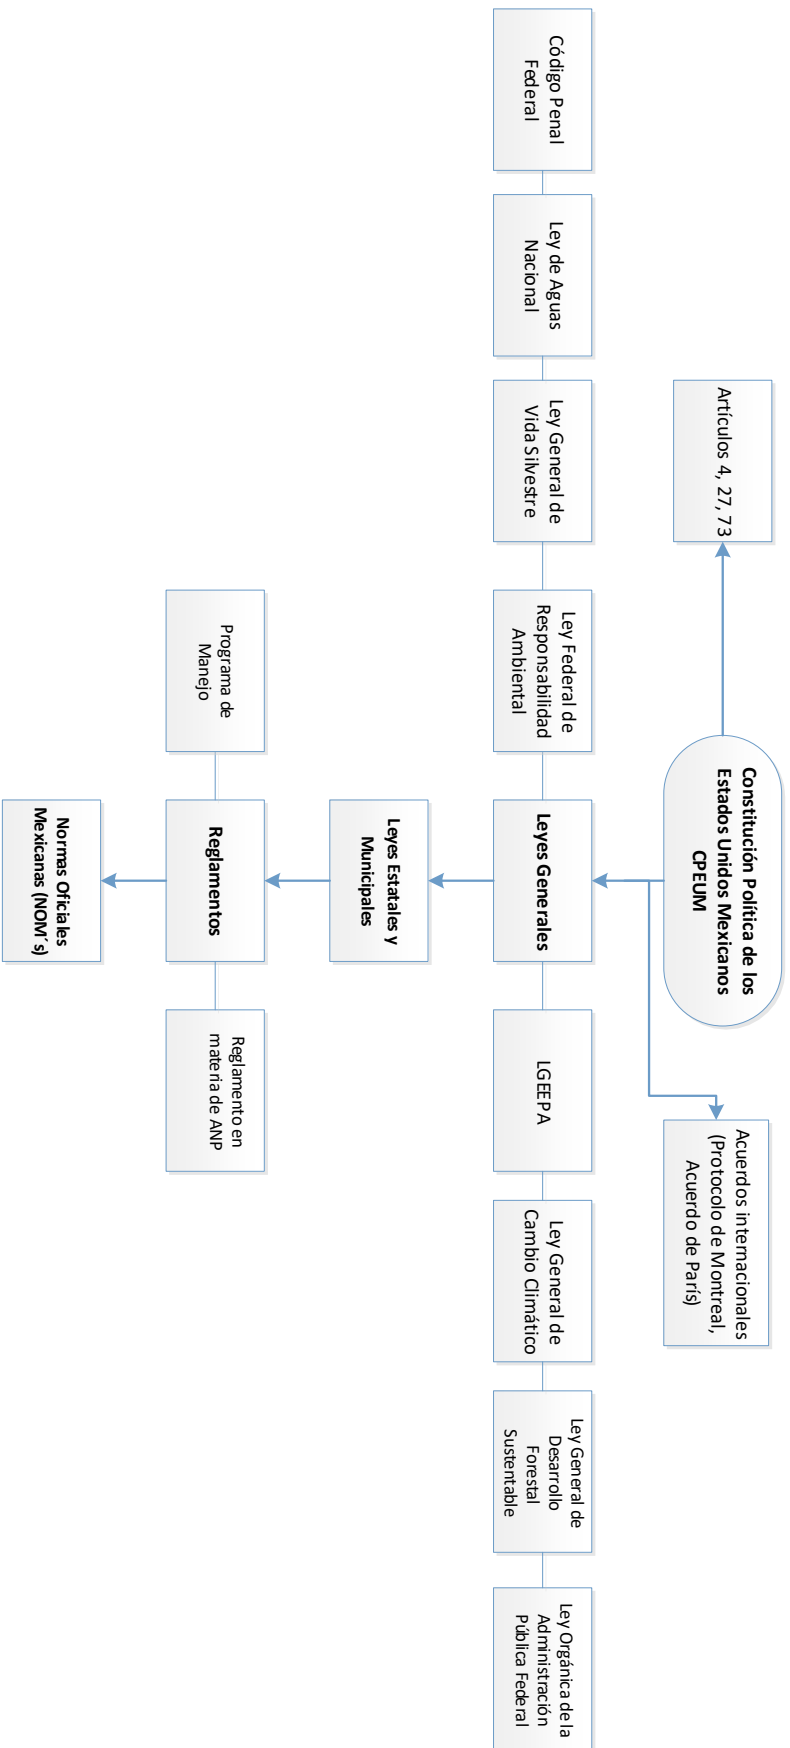 Constitución Política de los
Estados Unidos Mexicanos
CPEUM
Artículos 4, 27, 73
Acuerdos internacionales
(Protocolo de Montreal,
Acuerdo de París)
Código Penal
Federal
Ley de Aguas
Nacional
Ley General de
Vida Silvestre
Ley Federal de
Responsabilidad
Ambiental
Leyes Generales
LGEEPA
Ley General de
Cambio Climático
Ley General de
Desarrollo
Forestal
Sustentable
Ley Orgánica de la
Administración
Pública Federal
Leyes Estatales y
Municipales
Programa de
Manejo
Reglamentos
Reglamento en
materia de ANP
Normas Oficiales
Mexicanas (NOM´s)